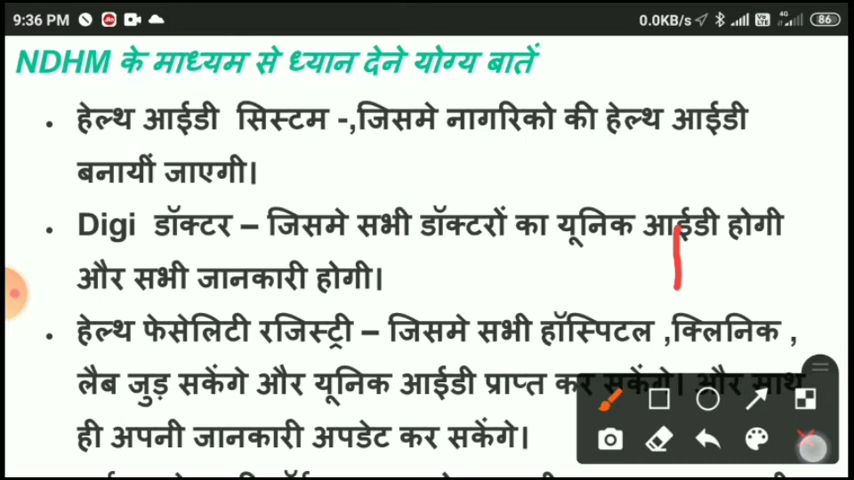 9:36 PM 0.0KB/s 4G 86
NDHM के माध्यम से ध्यान देने योग्य बातें
• हेल्थ आईडी सिस्टम -,जिसमे नागरिको की हेल्थ आईडी
बनायीं जाएगी।
• Digi डॉक्टर – जिसमे सभी डॉक्टरों का यूनिक आईडी होगी
और सभी जानकारी होगी।
• हेल्थ फेसेलिटी रजिस्ट्री – जिसमे सभी हॉस्पिटल ,क्लिनिक ,
लैब जुड़ सकेंगे और यूनिक आईडी प्राप्त कर सकेंगे। और साथ
ही अपनी जानकारी अपडेट कर सकेंगे।